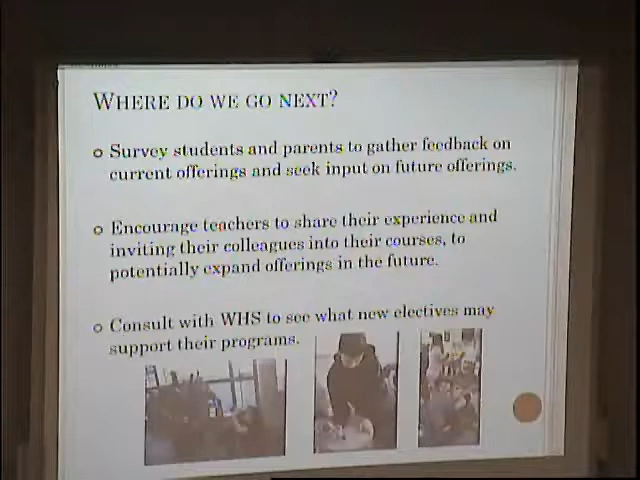 WHERE DO WE GO NEXT?
Survey students and parents to gather feedback on
current offerings and seek input on future offerings.
Encourage teachers to share their experience and
inviting their colleagues into their courses, to
potentially expand offerings in the future.
Consult with WHS to see what new electives may
support their programs.